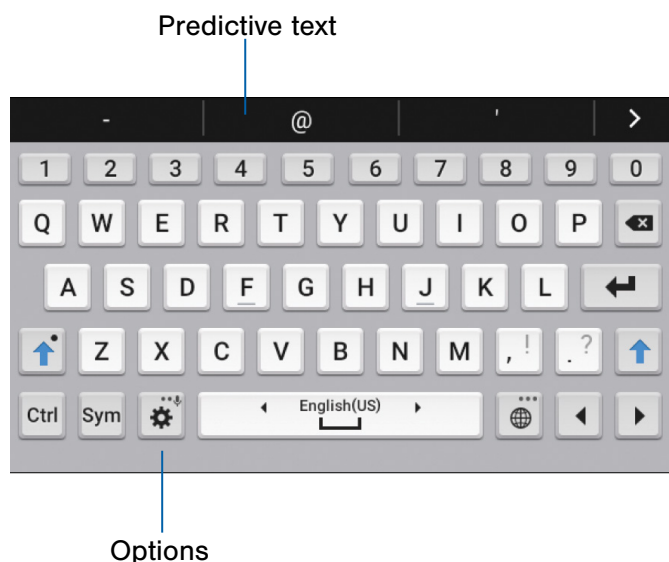 Predictive text
- @ '
1 2 3 4 5 6 7 8 9 0
Q W E R T Y U I O P
A S D F G H J K L
Z X C V B N M , ! . ?
Ctrl Sym English(US)
Options